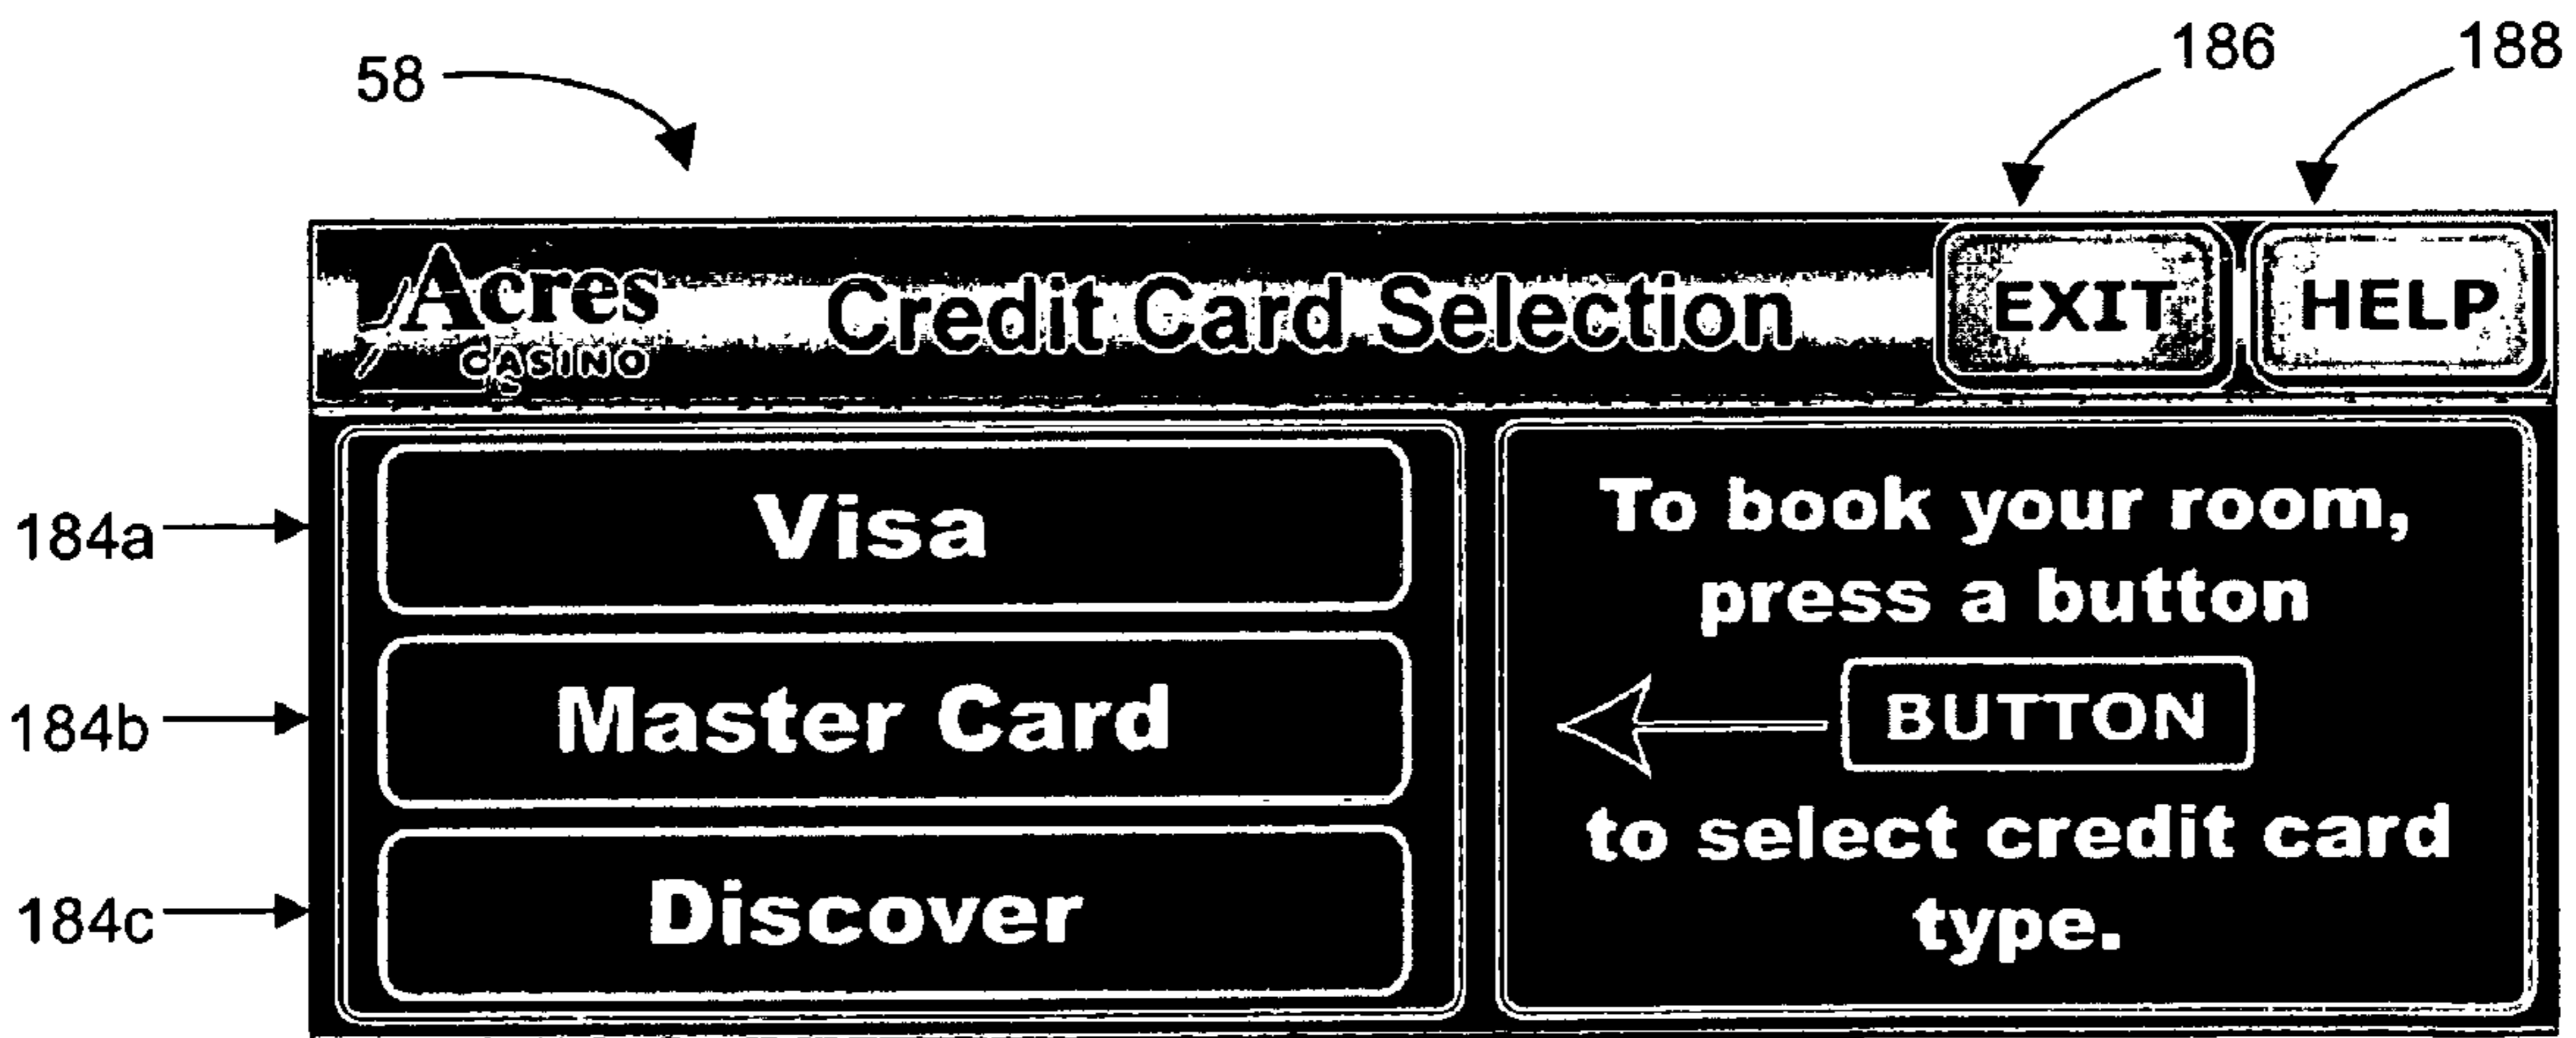 58
186
188
Acres
CASINO
Credit Card Selection
EXIT
HELP
184a
Visa
184b
Master Card
184c
Discover
To book your room,
press a button
BUTTON
to select credit card
type.